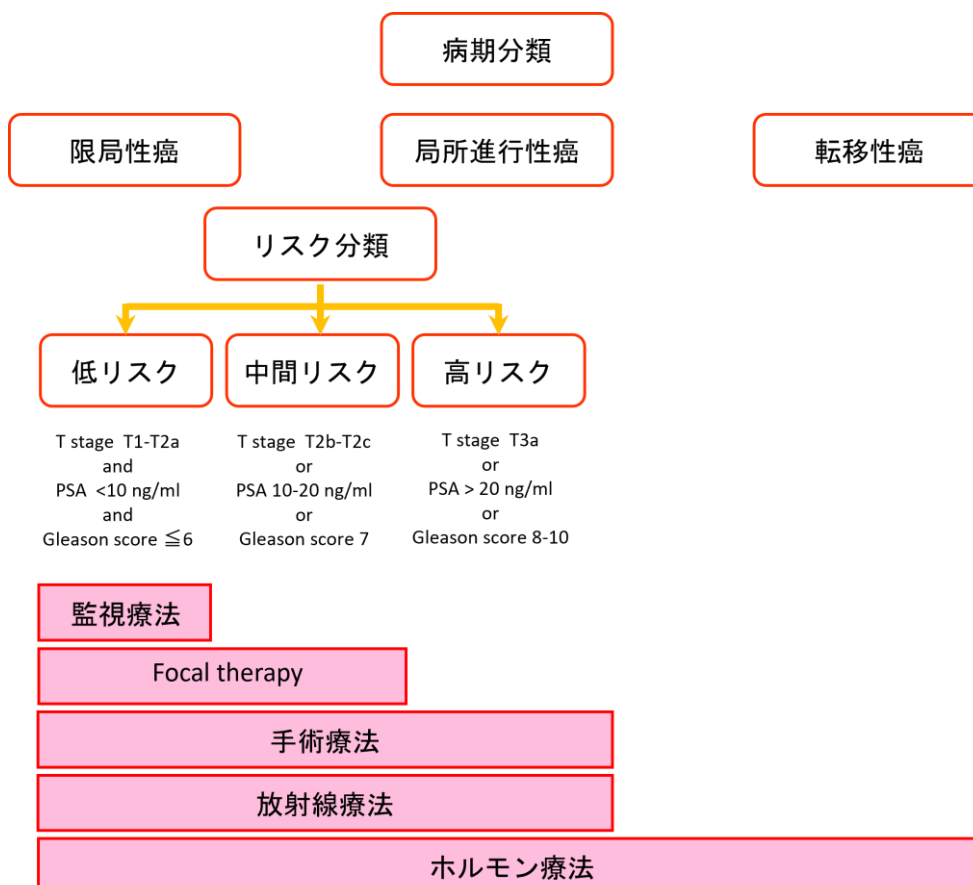 病期分類
限局性癌
局所進行性癌
転移性癌
リスク分類
低リスク
中間リスク
高リスク
T stage T1-T2a
and
PSA <10 ng/ml
and
Gleason score ≦6
T stage T2b-T2c
or
PSA 10-20 ng/ml
or
Gleason score 7
T stage T3a
or
PSA > 20 ng/ml
or
Gleason score 8-10
監視療法
Focal therapy
手術療法
放射線療法
ホルモン療法